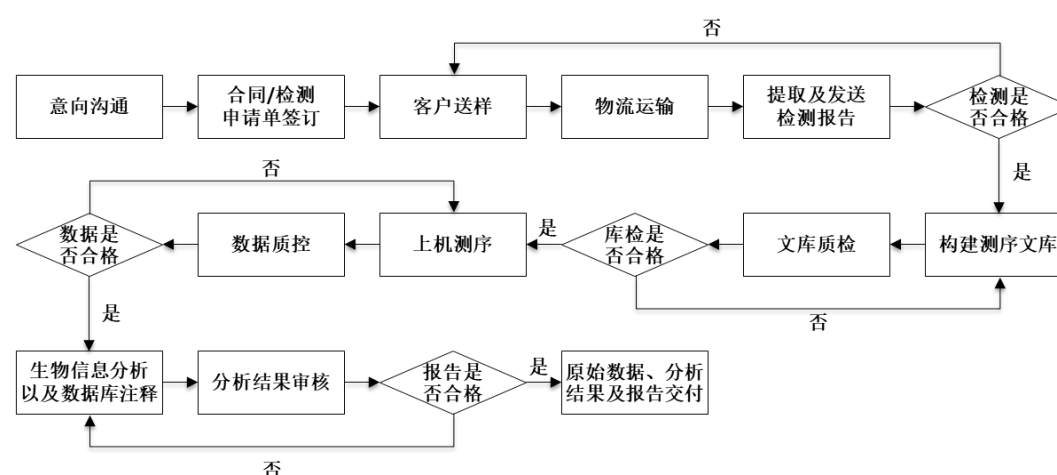 否
意向沟通
合同/检测
申请单签订
客户送样
物流运输
提取及发送
检测报告
检测是
否合格
否
是
数据是
否合格
数据质控
上机测序
是
库检是
否合格
文库质检
构建测序文库
是
否
生物信息分析
以及数据库注释
分析结果审核
报告是
否合格
是
原始数据、分析
结果及报告交付
否